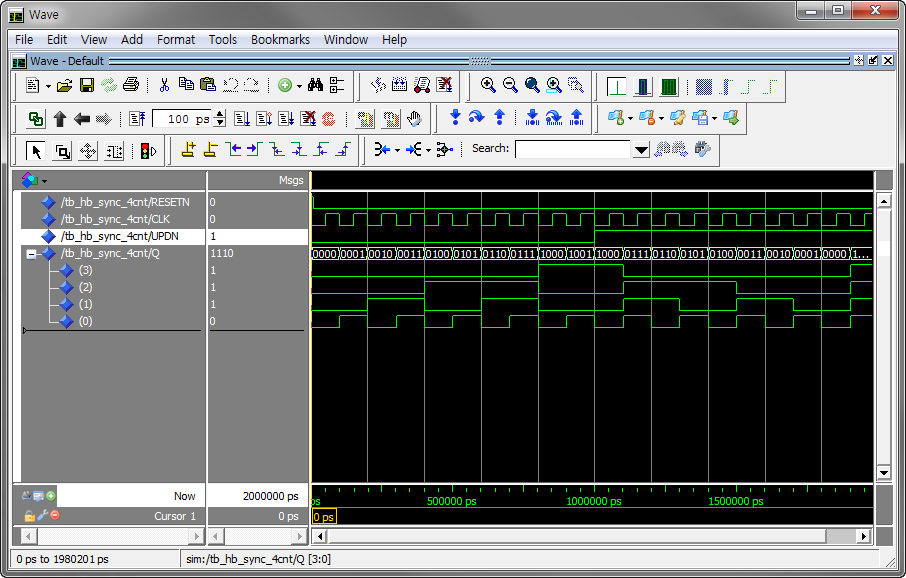 Wave
File Edit View Add Format Tools Bookmarks Window Help
Wave - Default
100 ps
Search:
Msgs
/tb_hb_sync_4cnt/RESETN 0
/tb_hb_sync_4cnt/CLK 0
/tb_hb_sync_4cnt/UPDN 1
/tb_hb_sync_4cnt/Q 1110 0000 0001 0010 0011 0100 0101 0110 0111 1000 1001 1000 0111 0110 0101 0100 0011 0010 0001 0000 1...
(3) 1
(2) 1
(1) 1
(0) 0
Now 2000000 ps ps 500000 ps 1000000 ps 1500000 ps
Cursor 1 0 ps 0 ps
0 ps to 1980201 ps sim:/tb_hb_sync_4cnt/Q [3:0]